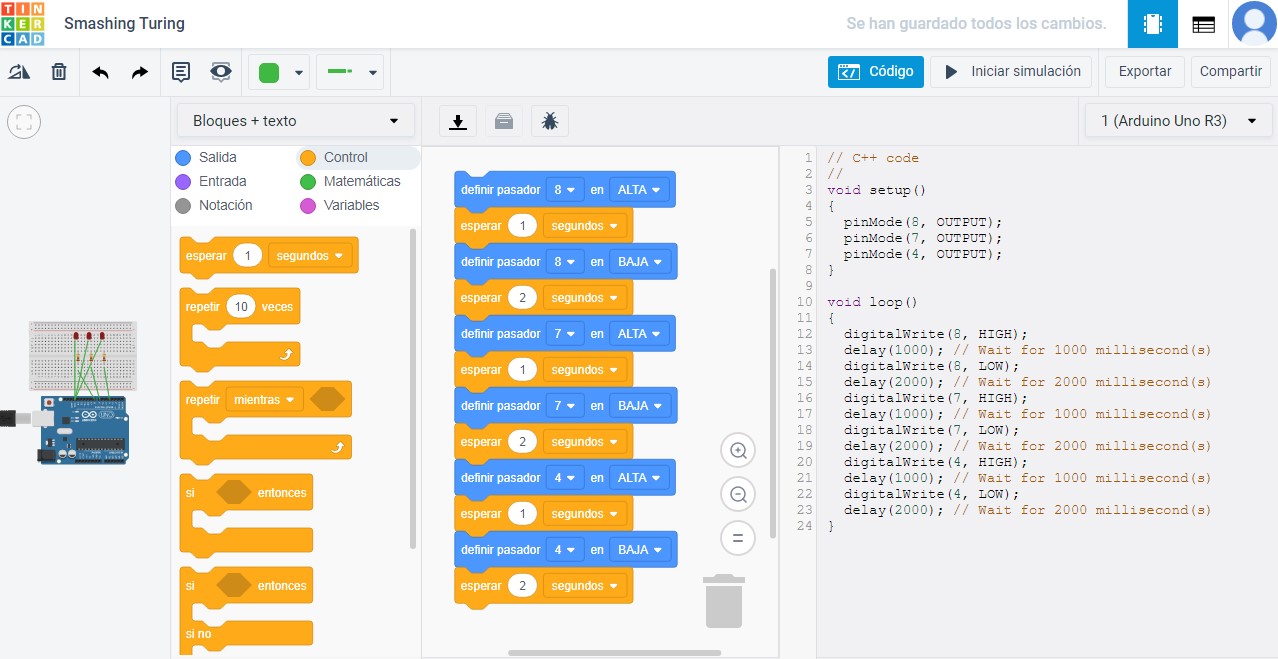 TINKERCAD
Smashing Turing
Se han guardado todos los cambios.
Código
Iniciar simulación
Exportar
Compartir
Bloques + texto
1 (Arduino Uno R3)
Salida
Control
Entrada
Matemáticas
Notación
Variables
esperar 1 segundos
repetir 10 veces
repetir mientras
si entonces
si entonces
si no
definir pasador 8 en ALTA
esperar 1 segundos
definir pasador 8 en BAJA
esperar 2 segundos
definir pasador 7 en ALTA
esperar 1 segundos
definir pasador 7 en BAJA
esperar 2 segundos
definir pasador 4 en ALTA
esperar 1 segundos
definir pasador 4 en BAJA
esperar 2 segundos
1 // C++ code
2 //
3 void setup()
4 {
5 pinMode(8, OUTPUT);
6 pinMode(7, OUTPUT);
7 pinMode(4, OUTPUT);
8 }
9
10 void loop()
11 {
12 digitalWrite(8, HIGH);
13 delay(1000); // Wait for 1000 millisecond(s)
14 digitalWrite(8, LOW);
15 delay(2000); // Wait for 2000 millisecond(s)
16 digitalWrite(7, HIGH);
17 delay(1000); // Wait for 1000 millisecond(s)
18 digitalWrite(7, LOW);
19 delay(2000); // Wait for 2000 millisecond(s)
20 digitalWrite(4, HIGH);
21 delay(1000); // Wait for 1000 millisecond(s)
22 digitalWrite(4, LOW);
23 delay(2000); // Wait for 2000 millisecond(s)
24 }